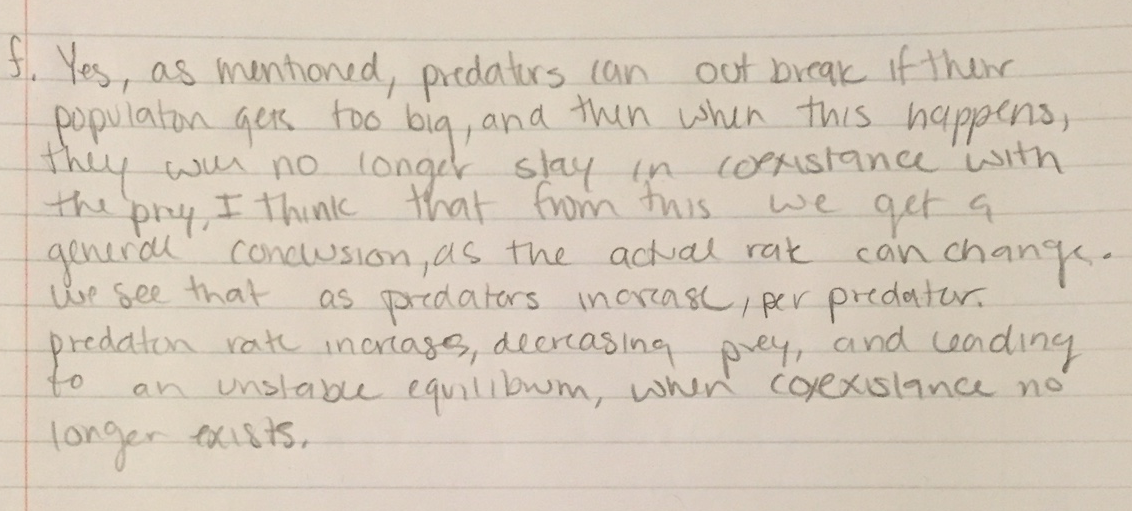 f. Yes, as mentioned, predators can out break if their
population gets too big, and then when this happens,
they will no longer stay in coexistance with
the prey, I think that from this we get a
general conclusion, as the actual rate can change.
We see that as predators increase, per predator.
predation rate increases, decreasing prey, and leading
to an unstable equilibrium, when coexistance no
longer exists.